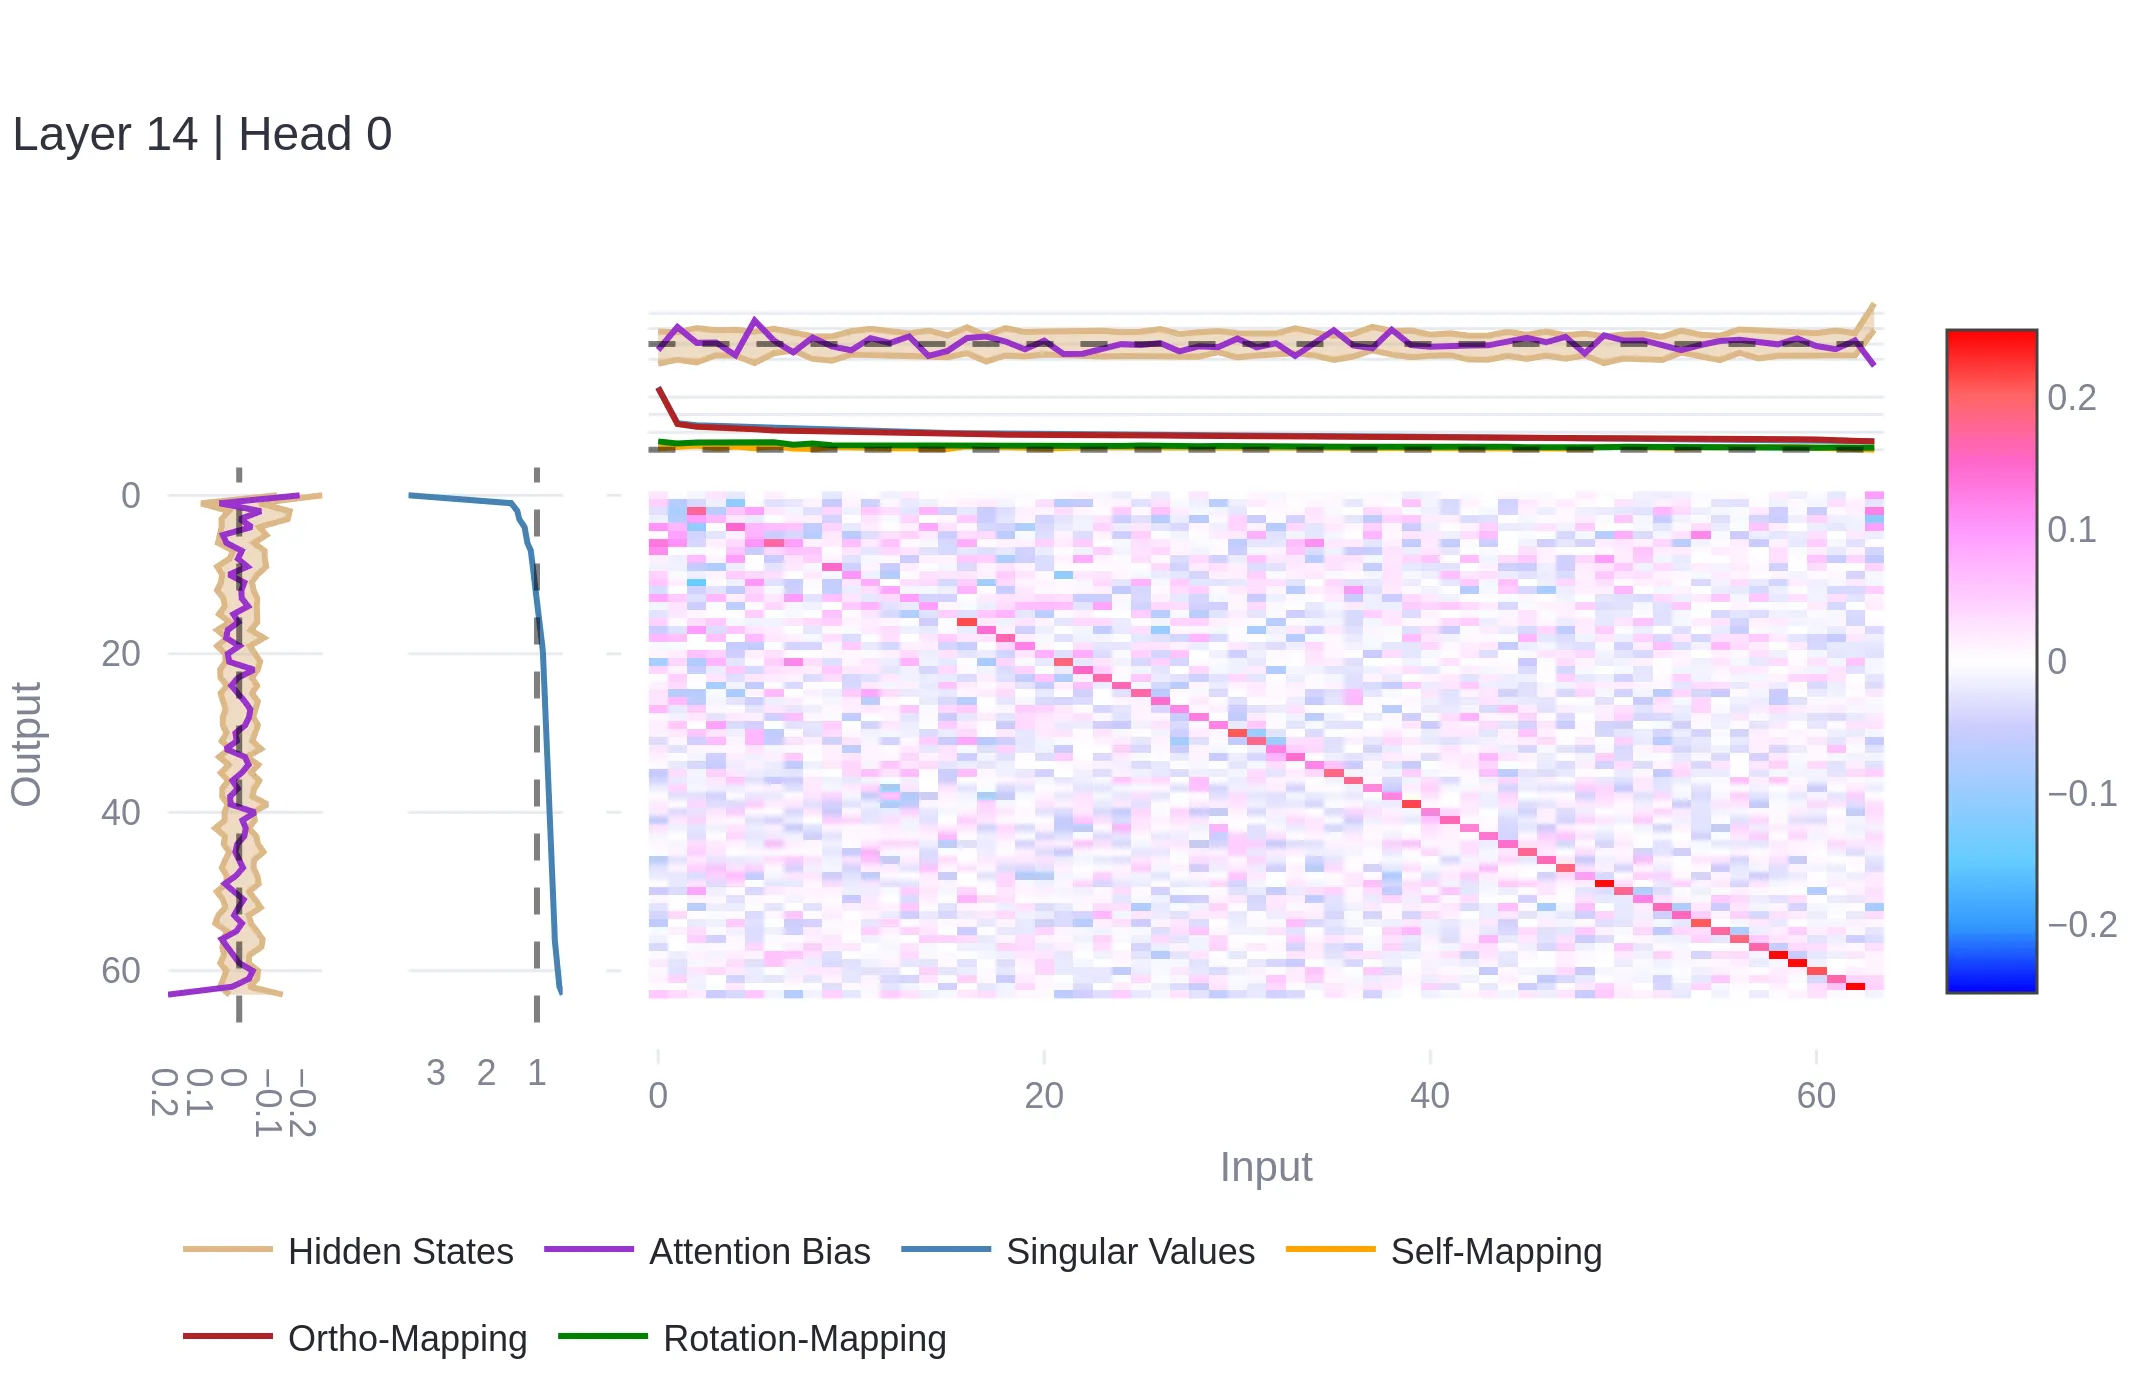 Layer 14 | Head 0
0
20
40
60
Output
0.2
0.1
0
−0.1
−0.2
3 2 1
0 20 40 60
Input
0.2
0.1
0
−0.1
−0.2
Hidden States Attention Bias Singular Values Self-Mapping
Ortho-Mapping Rotation-Mapping